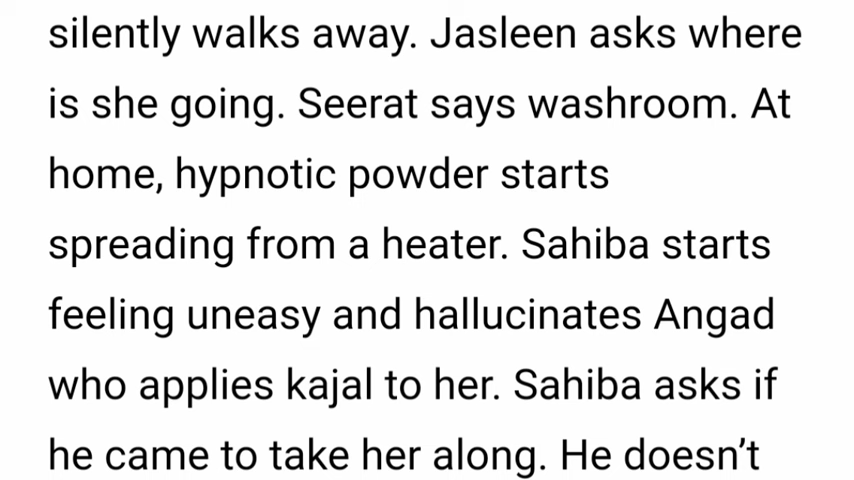 silently walks away. Jasleen asks where
is she going. Seerat says washroom. At
home, hypnotic powder starts
spreading from a heater. Sahiba starts
feeling uneasy and hallucinates Angad
who applies kajal to her. Sahiba asks if
he came to take her along. He doesn’t